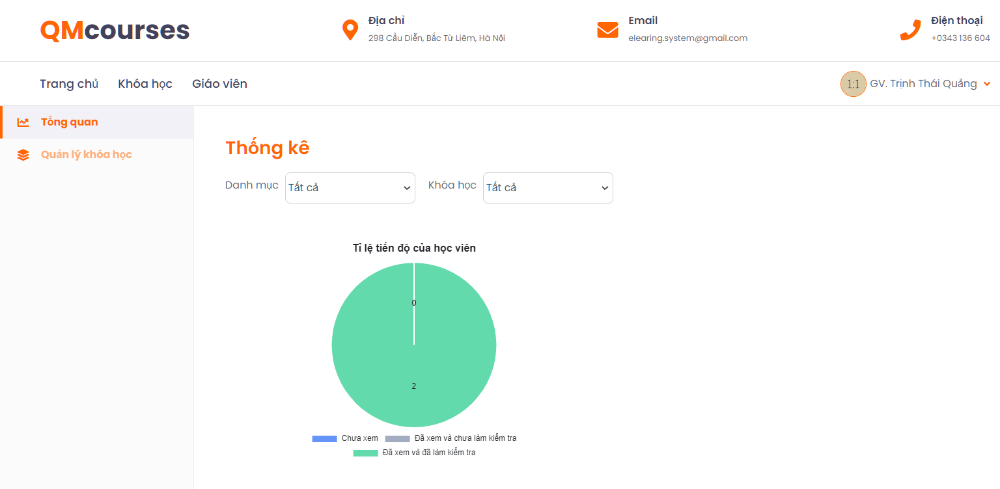 QMcourses
Địa chỉ
298 Cầu Diễn, Bắc Từ Liêm, Hà Nội
Email
elearing.system@gmail.com
Điện thoại
+0343 136 604
Trang chủ Khóa học Giáo viên
1:1 GV. Trịnh Thái Quảng
Tổng quan
Quản lý khóa học
Thống kê
Danh mục Tất cả Khóa học Tất cả
Tỉ lệ tiến độ của học viên
0
2
Chưa xem Đã xem và chưa làm kiểm tra
Đã xem và đã làm kiểm tra